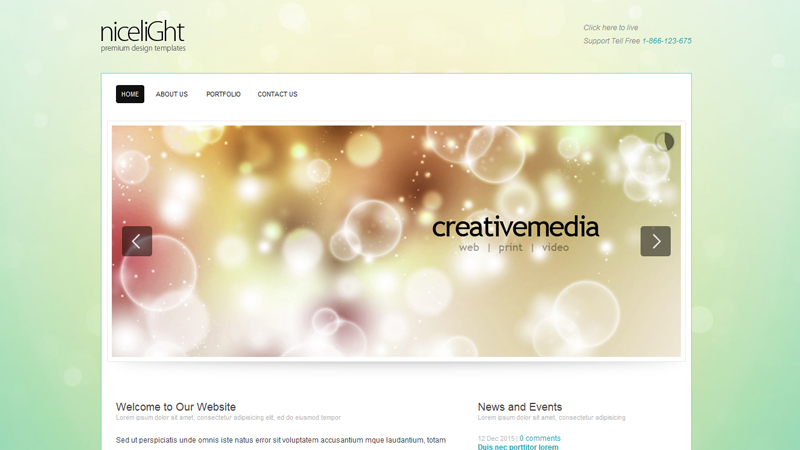 niceliGht
premium design templates
Click here to live
Support Tell Free 1-866-123-675
HOME
ABOUT US
PORTFOLIO
CONTACT US
creativemedia
web | print | video
Welcome to Our Website
Lorem ipsum dolor sit amet, consectetur adipisicing elit, ed do eiusmod tempor
Sed ut perspiciatis unde omnis iste natus error sit voluptatem accusantium mque laudantium, totam
News and Events
Lorem ipsum dolor sit amet, consectetur adipisicing
12 Dec 2015 | 0 comments
Duis nec porttitor lorem